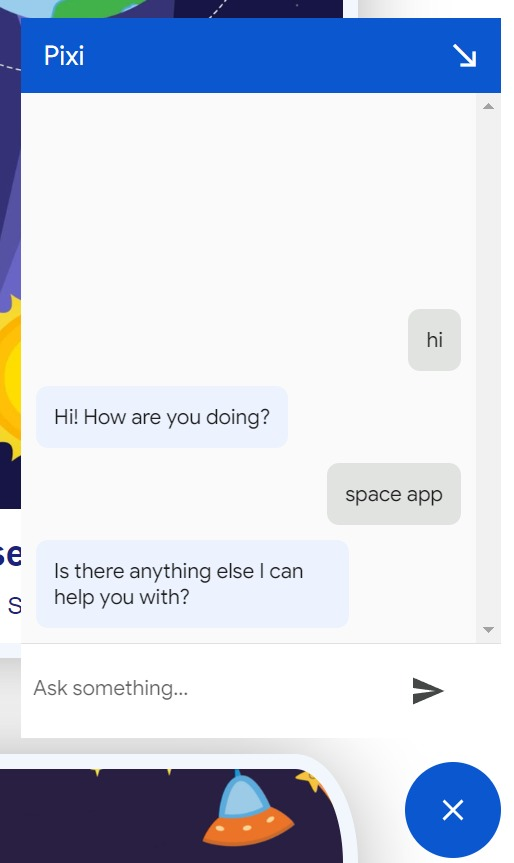 Pixi
hi
Hi! How are you doing?
space app
Is there anything else I can
help you with?
se
s
Ask something...